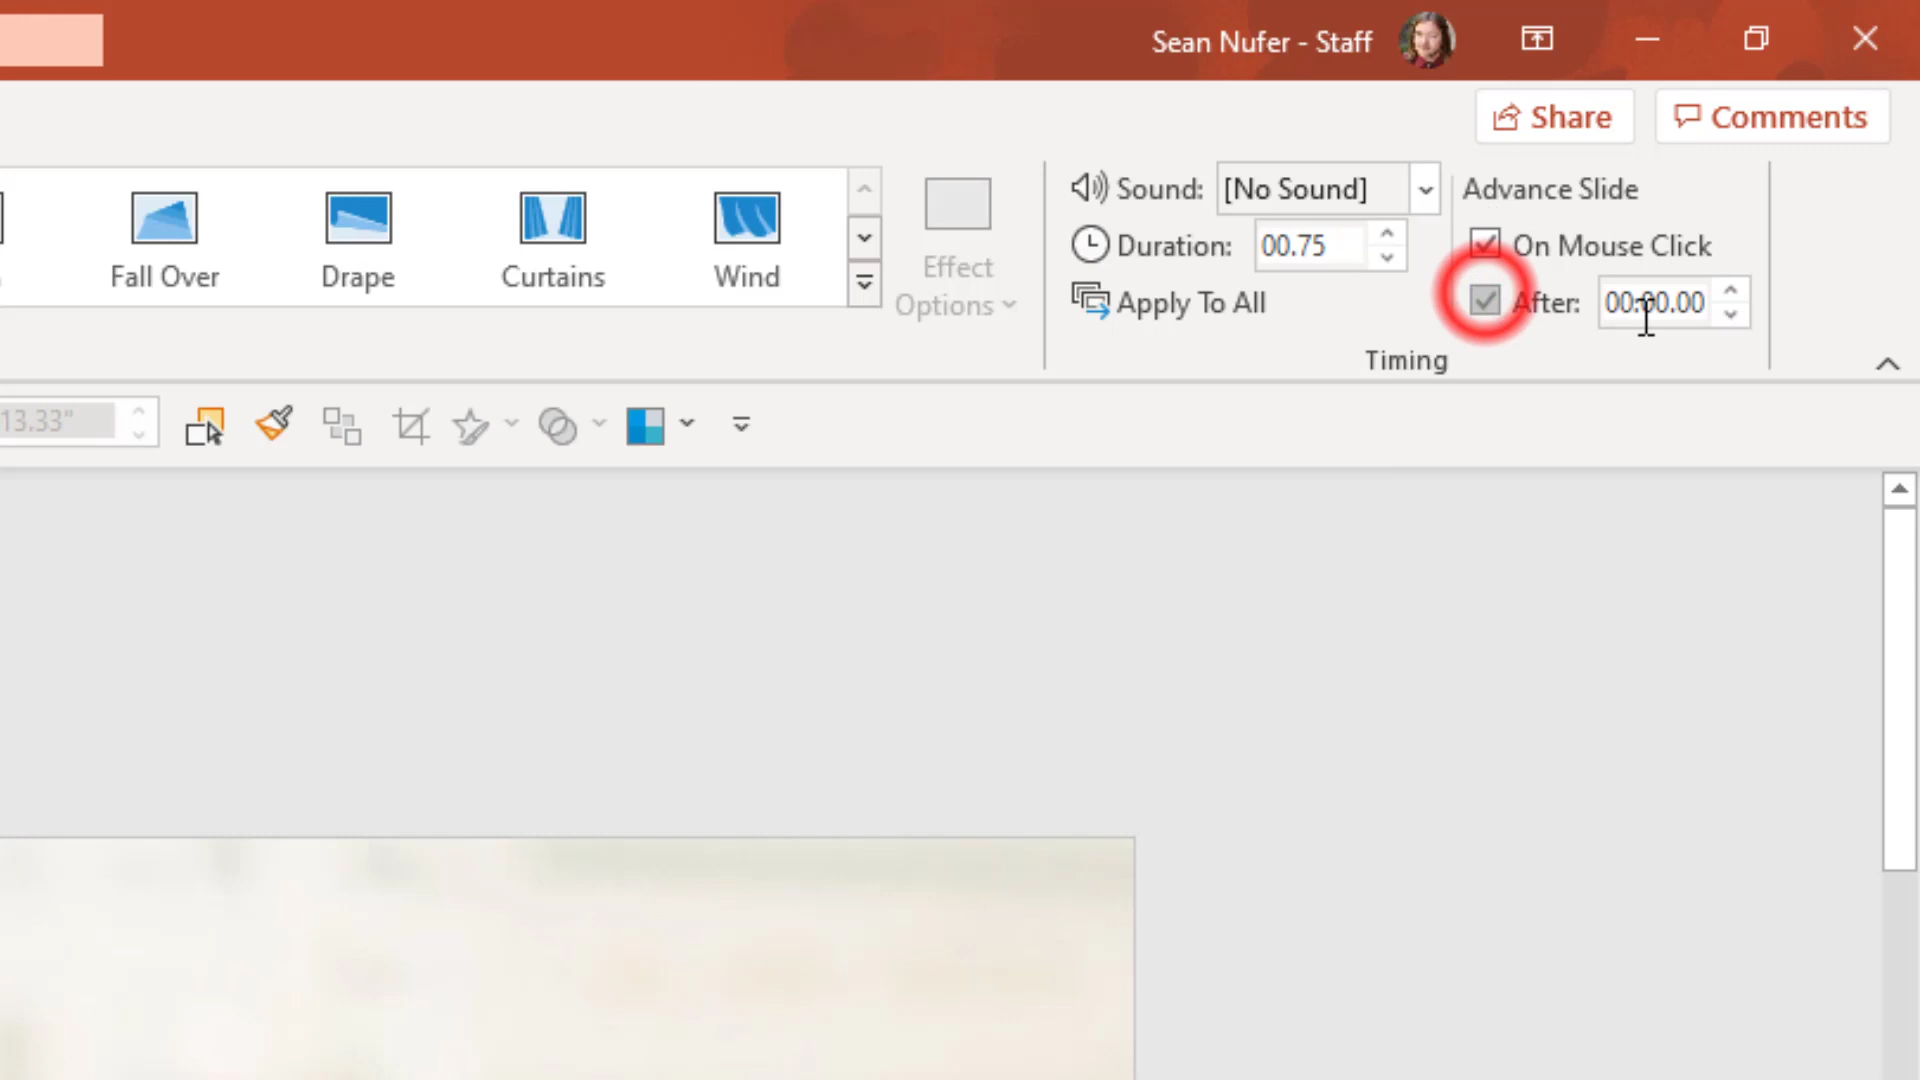 Sean Nufer - Staff
Share
Comments
Fall Over
Drape
Curtains
Wind
Effect
Options
Sound: [No Sound]
Duration: 00.75
Apply To All
Advance Slide
On Mouse Click
After: 00:00.00
Timing
13.33"